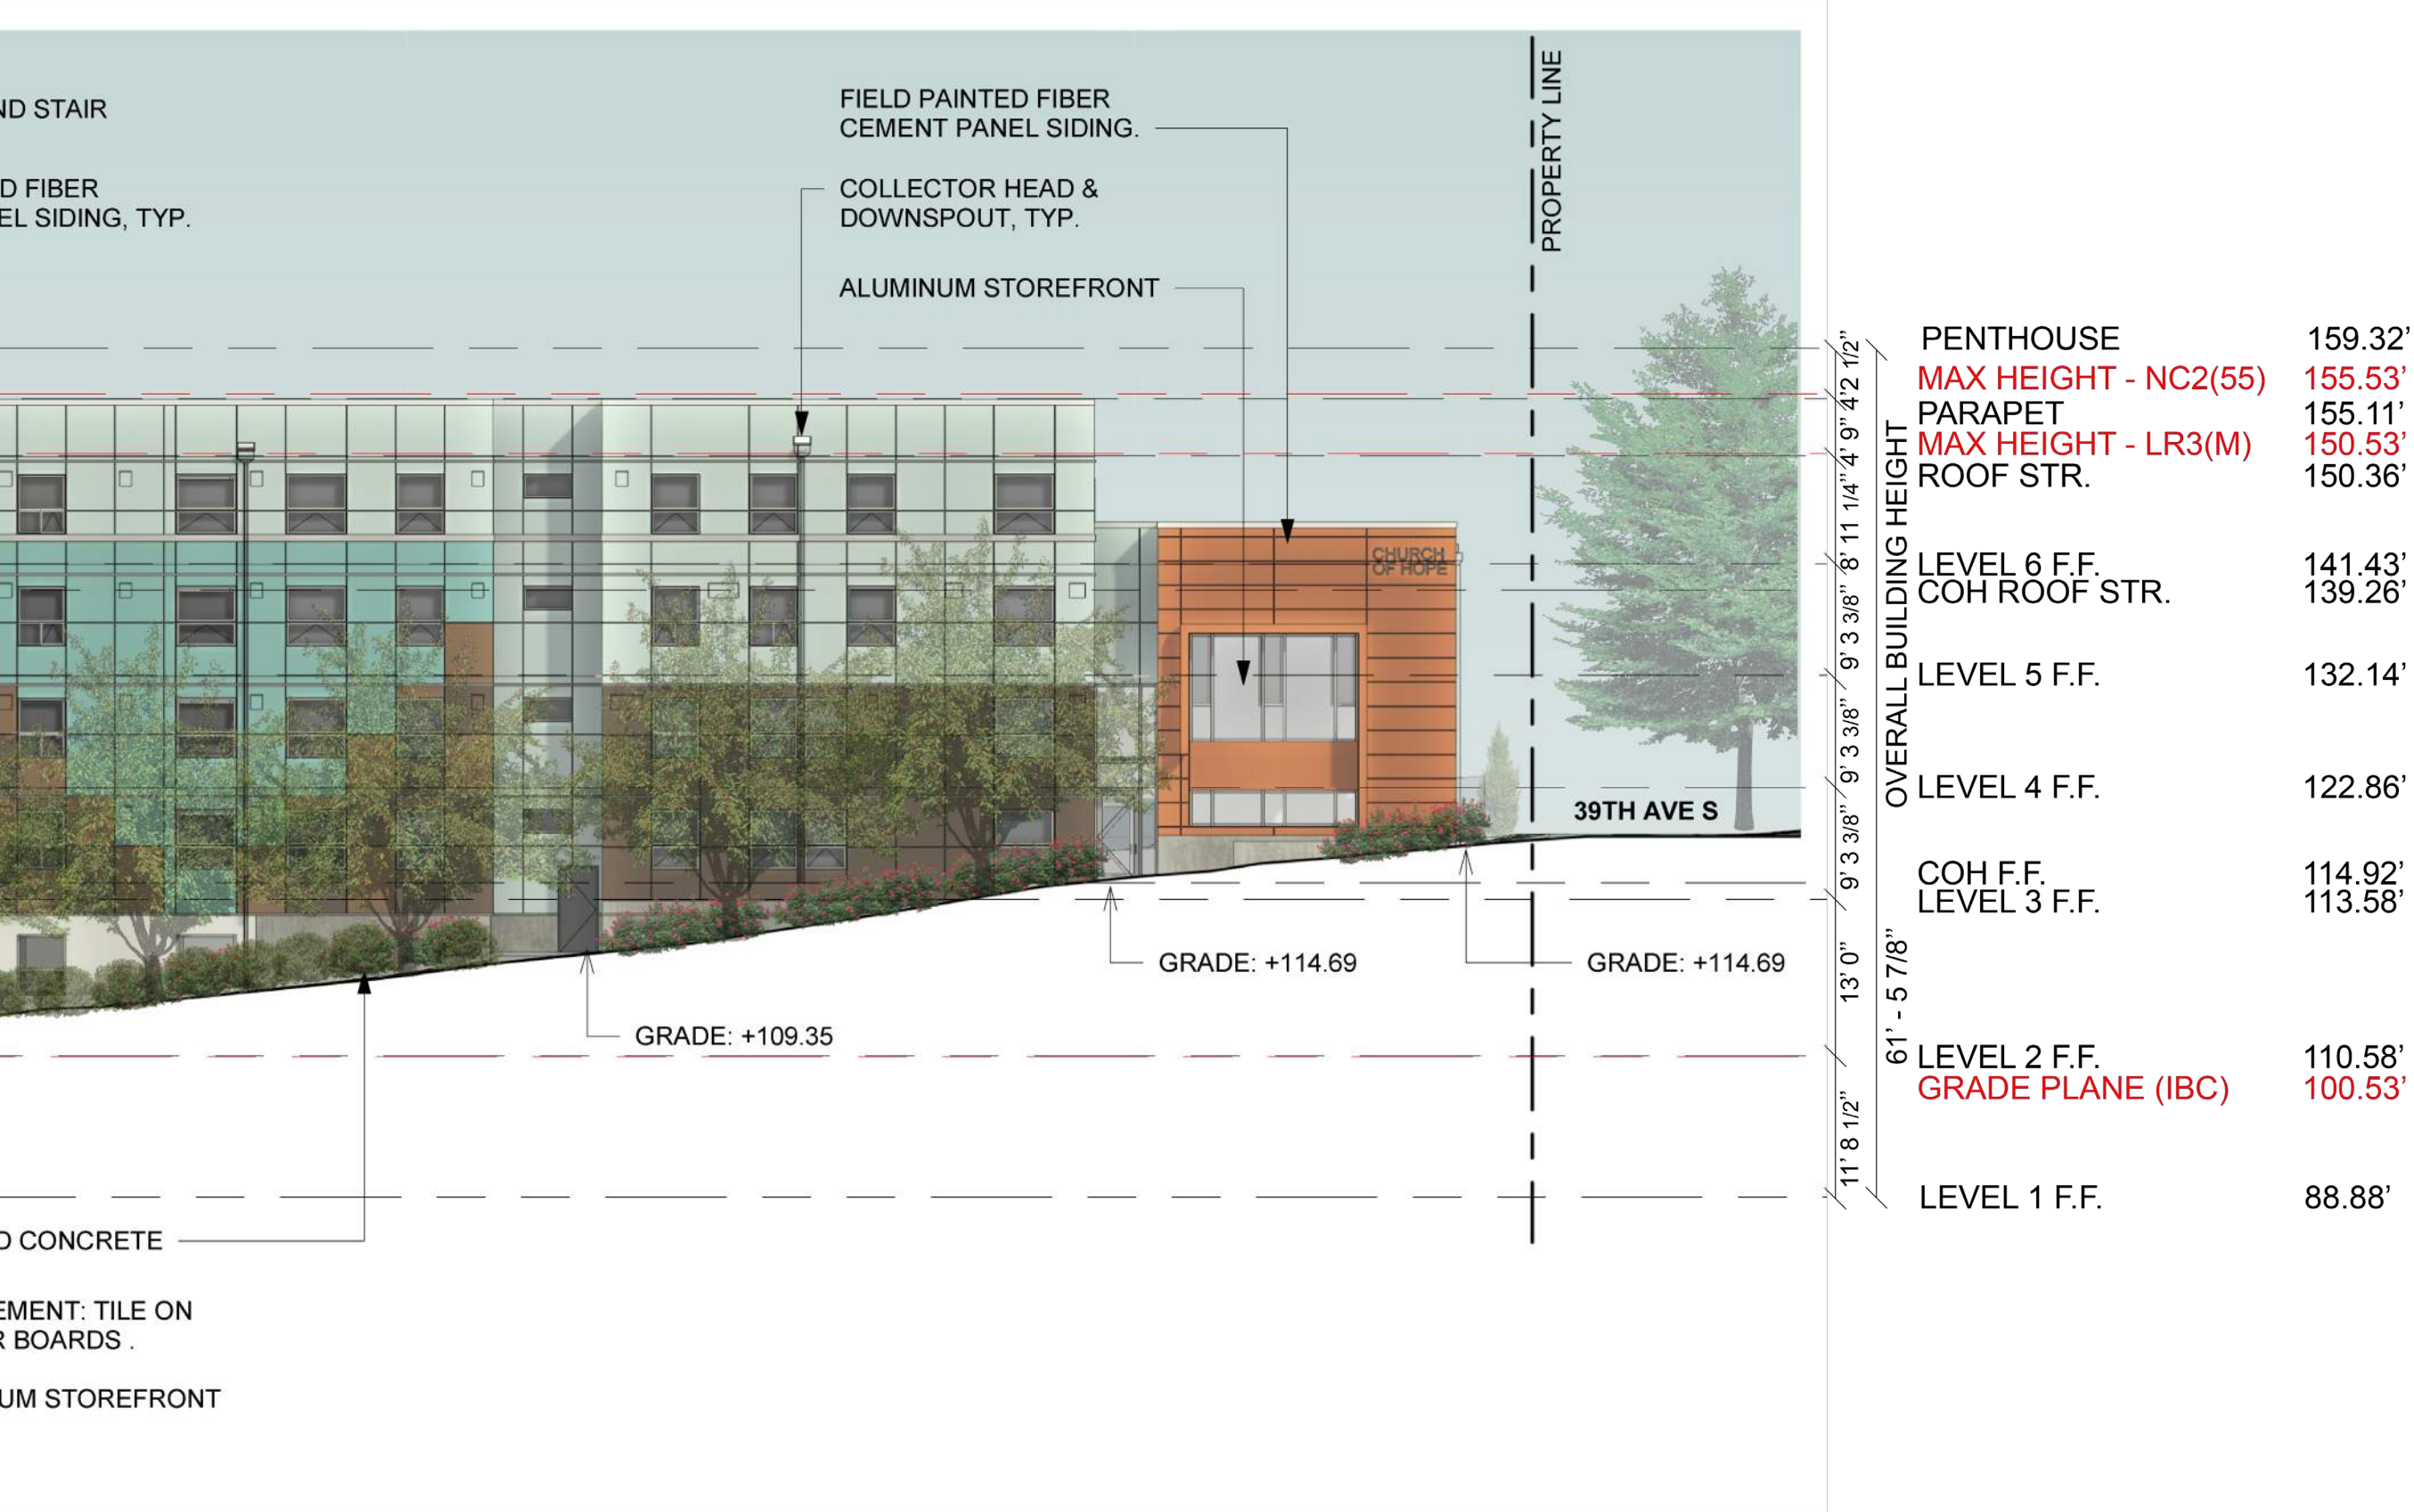 ND STAIR
D FIBER
EL SIDING, TYP.
FIELD PAINTED FIBER
CEMENT PANEL SIDING.
COLLECTOR HEAD &
DOWNSPOUT, TYP.
ALUMINUM STOREFRONT
PROPERTY LINE
CHURCH
OF HOPE
39TH AVE S
GRADE: +114.69
GRADE: +114.69
GRADE: +109.35
D CONCRETE
EMENT: TILE ON
R BOARDS .
UM STOREFRONT
4'2 1/2”
4' 9”
8' 11 1/4”
9' 3 3/8”
9' 3 3/8”
9' 3 3/8”
13' 0”
11' 8 1/2”
61' - 5 7/8” OVERALL BUILDING HEIGHT
PENTHOUSE 159.32’
MAX HEIGHT - NC2(55) 155.53’
PARAPET 155.11’
MAX HEIGHT - LR3(M) 150.53’
ROOF STR. 150.36’
LEVEL 6 F.F. 141.43’
COH ROOF STR. 139.26’
LEVEL 5 F.F. 132.14’
LEVEL 4 F.F. 122.86’
COH F.F. 114.92’
LEVEL 3 F.F. 113.58’
LEVEL 2 F.F. 110.58’
GRADE PLANE (IBC) 100.53’
LEVEL 1 F.F. 88.88’